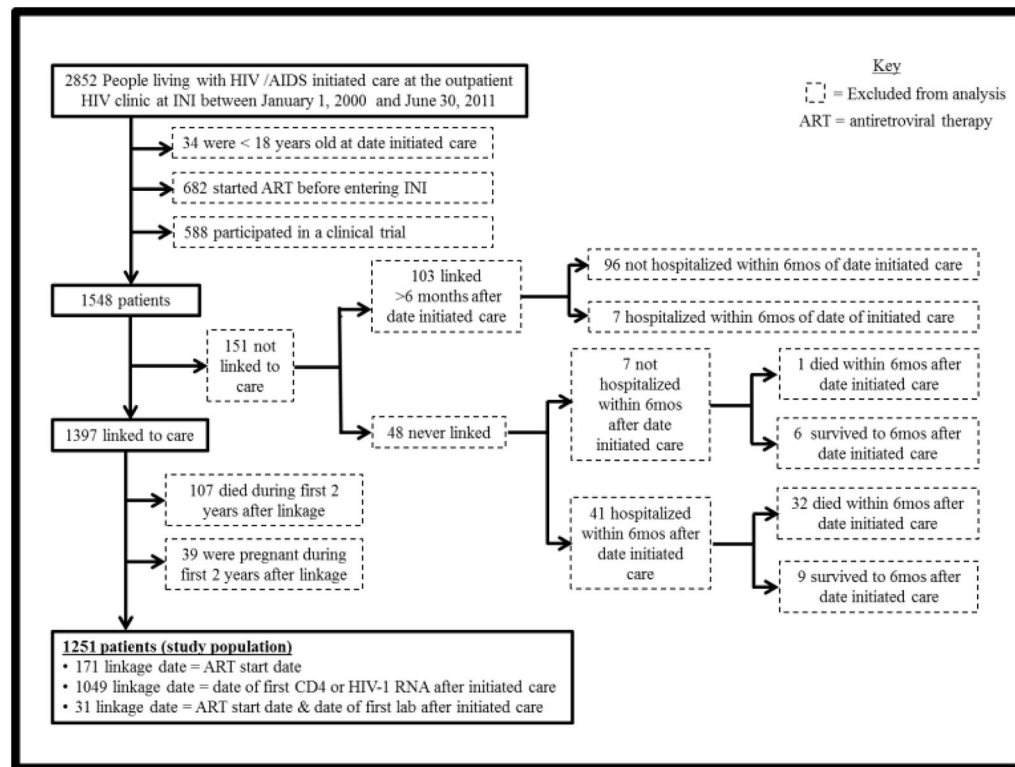 2852 People living with HIV /AIDS initiated care at the outpatient
HIV clinic at INI between January 1, 2000 and June 30, 2011
Key
= Excluded from analysis
ART = antiretroviral therapy
34 were < 18 years old at date initiated care
682 started ART before entering INI
588 participated in a clinical trial
1548 patients
151 not
linked to
care
103 linked
>6 months after
date initiated care
96 not hospitalized within 6mos of date initiated care
7 hospitalized within 6mos of date of initiated care
48 never linked
7 not
hospitalized
within 6mos
after date
initiated care
1 died within 6mos after
date initiated care
6 survived to 6mos after
date initiated care
41 hospitalized
within 6mos after
date initiated
care
32 died within 6mos after
date initiated care
9 survived to 6mos after
date initiated care
1397 linked to care
107 died during first 2
years after linkage
39 were pregnant during
first 2 years after linkage
1251 patients (study population)
• 171 linkage date = ART start date
• 1049 linkage date = date of first CD4 or HIV-1 RNA after initiated care
• 31 linkage date = ART start date & date of first lab after initiated care